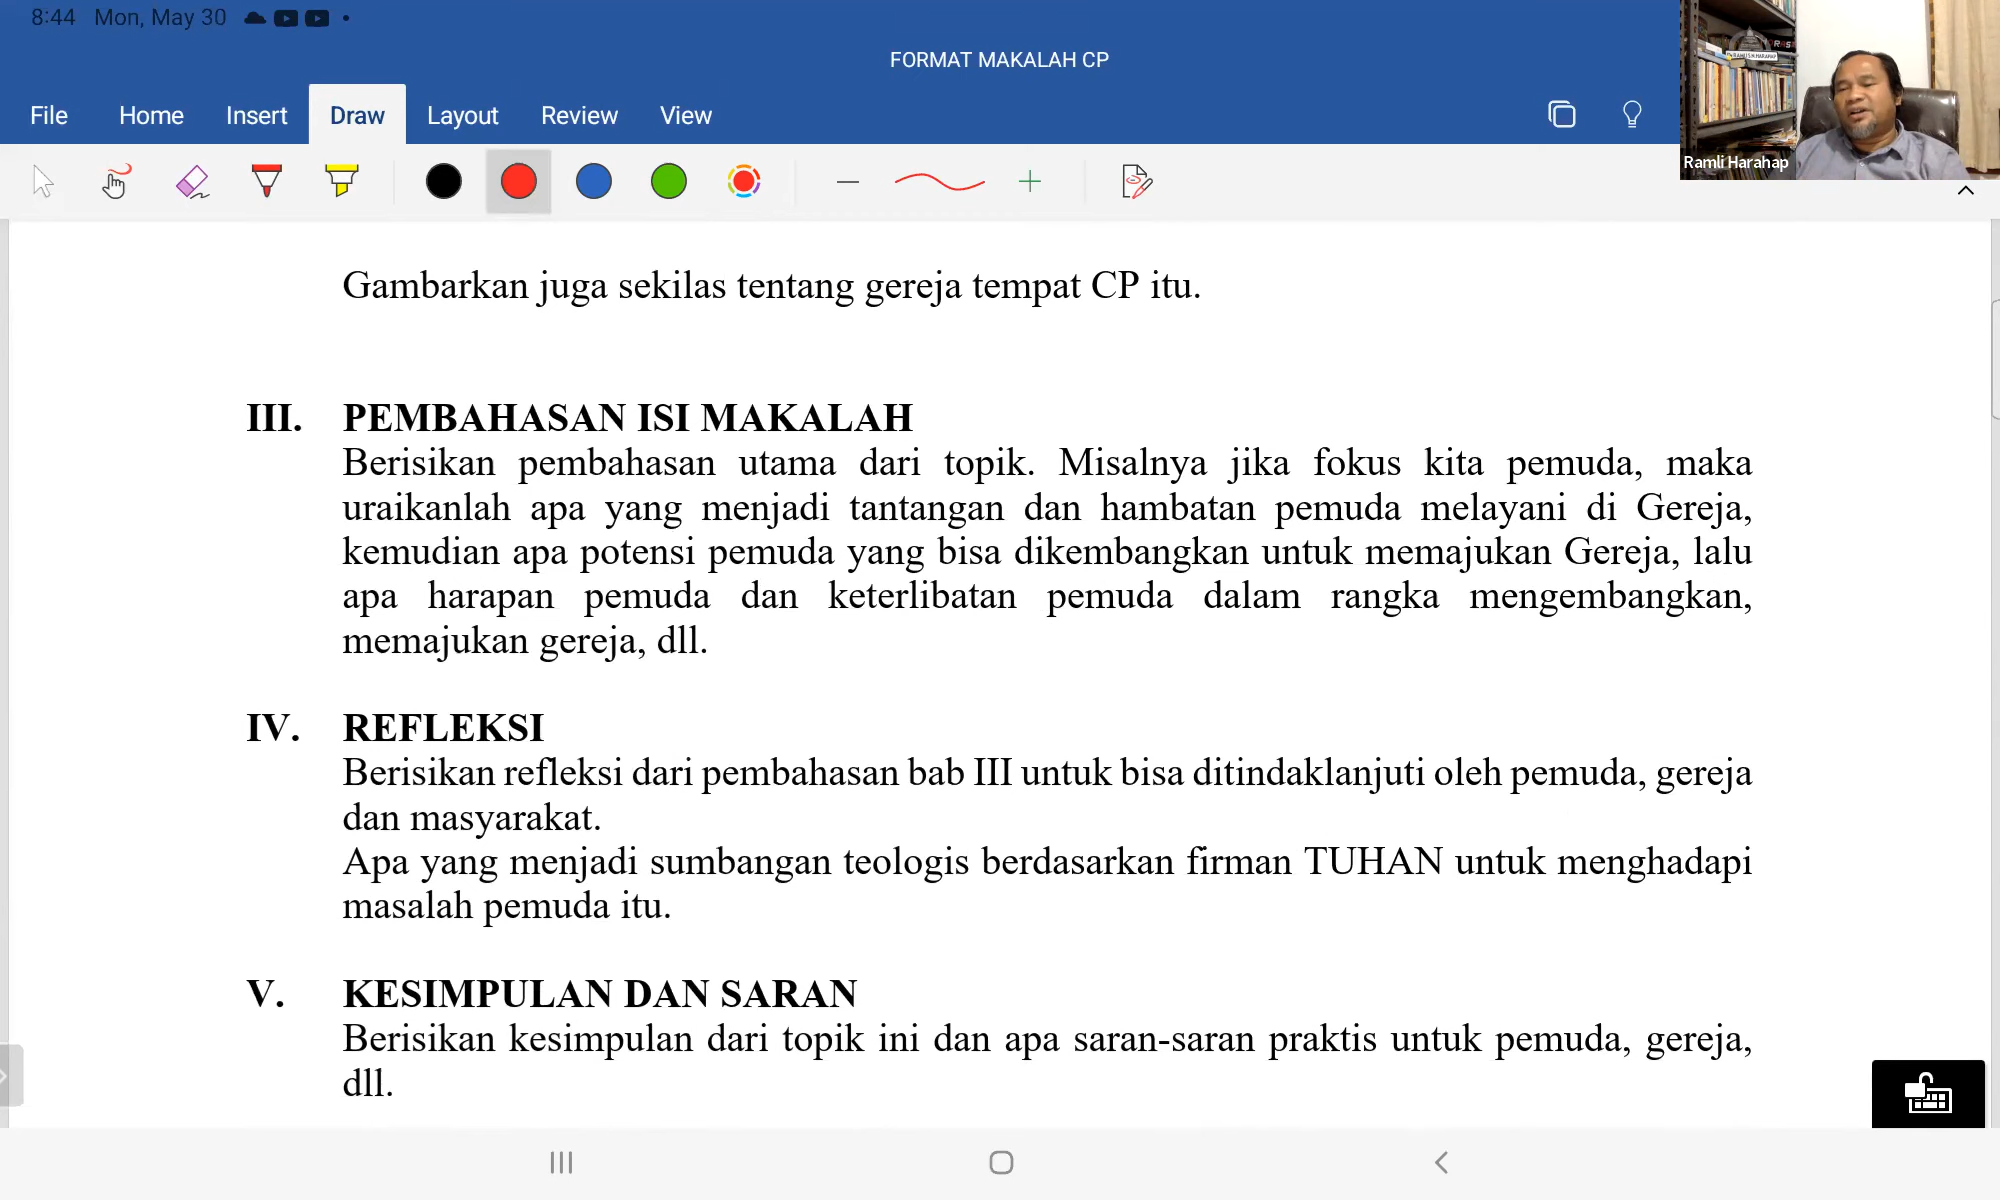 8:44 Mon, May 30
FORMAT MAKALAH CP
File Home Insert Draw Layout Review View
Ramli Harahap
Gambarkan juga sekilas tentang gereja tempat CP itu.
III. PEMBAHASAN ISI MAKALAH
Berisikan pembahasan utama dari topik. Misalnya jika fokus kita pemuda, maka
uraikanlah apa yang menjadi tantangan dan hambatan pemuda melayani di Gereja,
kemudian apa potensi pemuda yang bisa dikembangkan untuk memajukan Gereja, lalu
apa harapan pemuda dan keterlibatan pemuda dalam rangka mengembangkan,
memajukan gereja, dll.
IV. REFLEKSI
Berisikan refleksi dari pembahasan bab III untuk bisa ditindaklanjuti oleh pemuda, gereja
dan masyarakat.
Apa yang menjadi sumbangan teologis berdasarkan firman TUHAN untuk menghadapi
masalah pemuda itu.
V. KESIMPULAN DAN SARAN
Berisikan kesimpulan dari topik ini dan apa saran-saran praktis untuk pemuda, gereja,
dll.